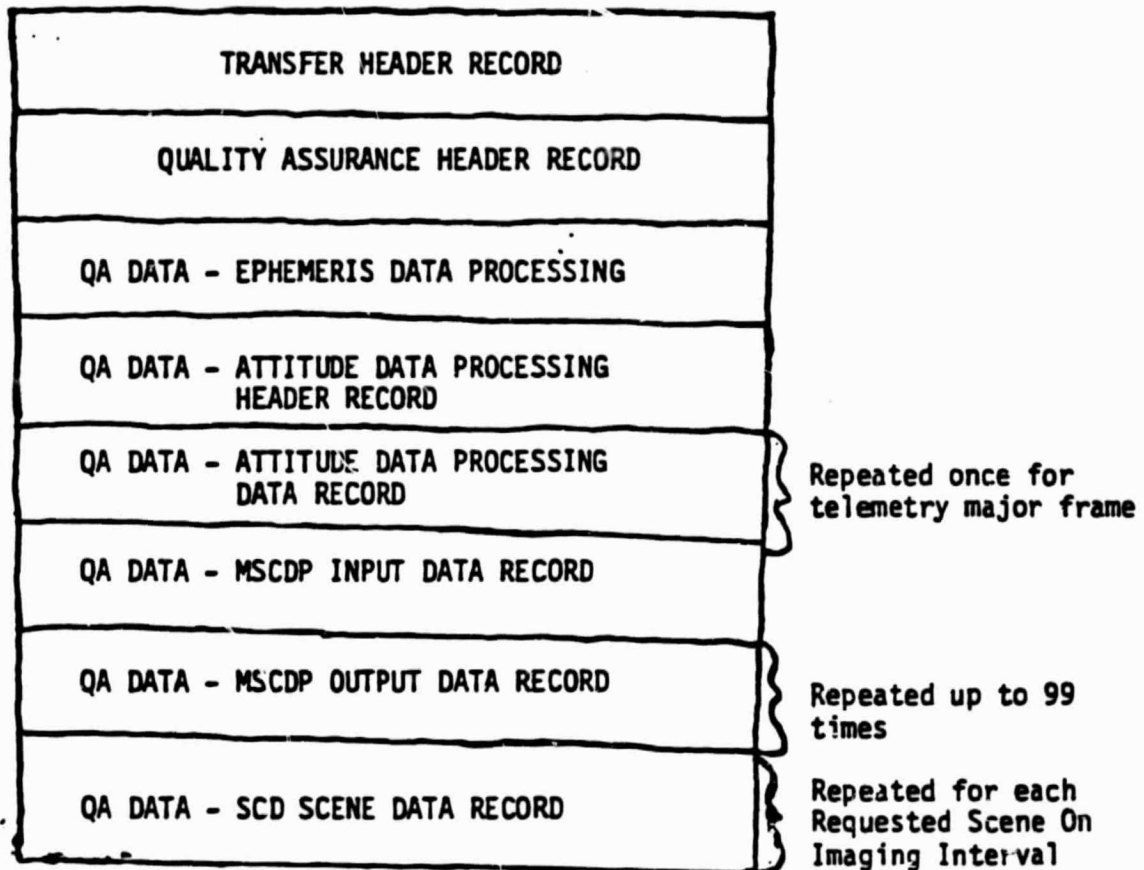 TRANSFER HEADER RECORD
QUALITY ASSURANCE HEADER RECORD
QA DATA - EPHEMERIS DATA PROCESSING
QA DATA - ATTITUDE DATA PROCESSING
HEADER RECORD
QA DATA - ATTITUDE DATA PROCESSING
DATA RECORD
Repeated once for
telemetry major frame
QA DATA - MSCDP INPUT DATA RECORD
QA DATA - MSCDP OUTPUT DATA RECORD
Repeated up to 99
times
QA DATA - SCD SCENE DATA RECORD
Repeated for each
Requested Scene On
Imaging Interval